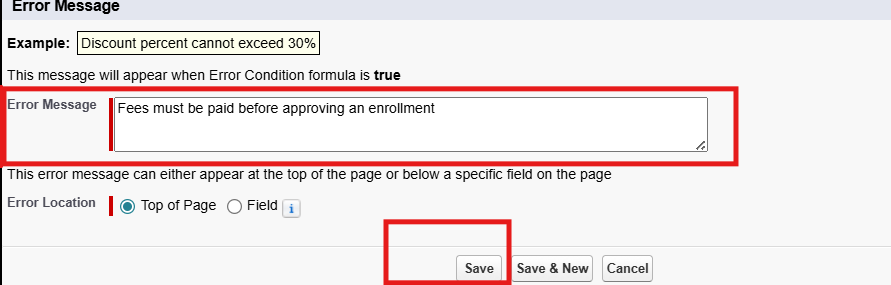 Error Message
Example: Discount percent cannot exceed 30%
This message will appear when Error Condition formula is true
Error Message Fees must be paid before approving an enrollment
This error message can either appear at the top of the page or below a specific field on the page
Error Location Top of Page Field i
Save Save & New Cancel